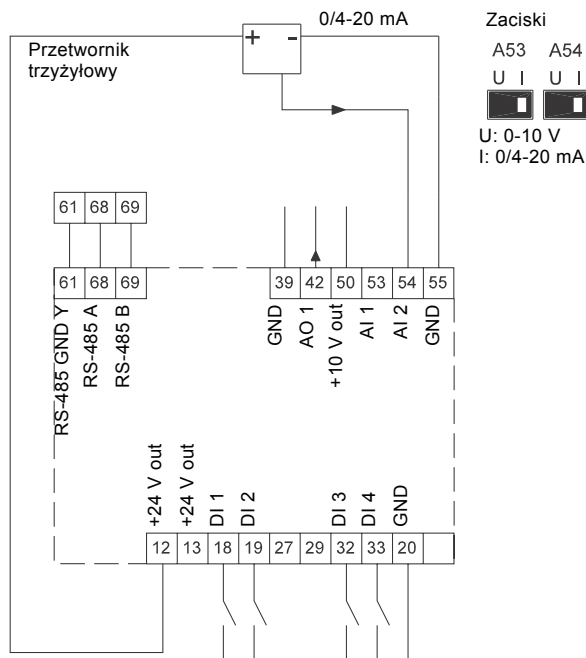 0/4-20 mA
+ -
Przetwornik
trzyżyłowy
Zaciski
A53 A54
U I U I
U: 0-10 V
I: 0/4-20 mA
61 68 69
61 68 69
RS-485 GND Y
RS-485 A
RS-485 B
39 42 50 53 54 55
GND
AO 1
+10 V out
AI 1
AI 2
GND
+24 V out
+24 V out
DI 1
DI 2
DI 3
DI 4
GND
12 13 18 19 27 29 32 33 20